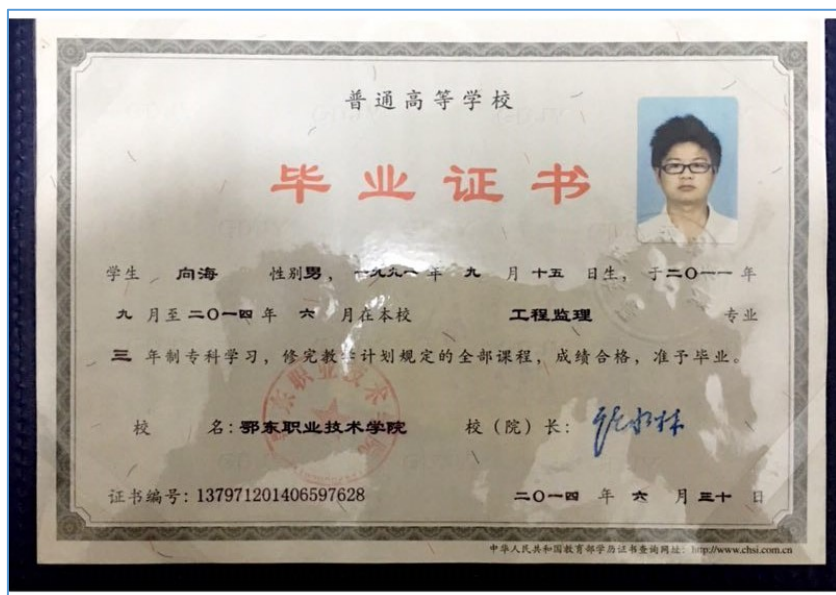 普通高等学校
毕业证书
学生 向海 性别男，一九九一年 九 月 十五 日生，于二〇一一年
九 月至二〇一四年 六 月在本校 工程监理 专业
三 年制专科学习，修完教学计划规定的全部课程，成绩合格，准予毕业。
校 名：鄂东职业技术学院 校（院）长：
证书编号：137971201406597628 二〇一四 年 六 月 三十 日
中华人民共和国教育部学历证书查询网址：http://www.chsi.com.cn